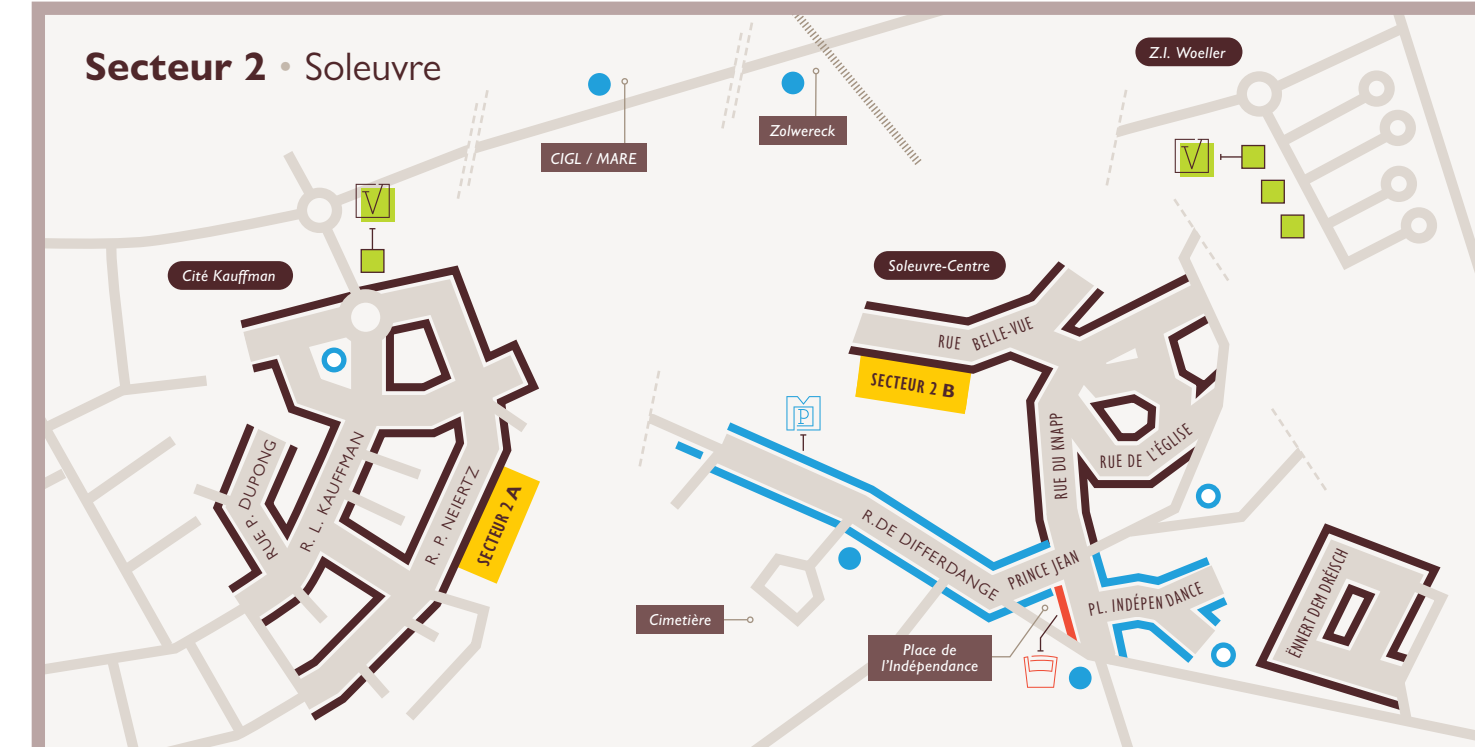 Secteur 2 • Soleuvre
Z.I. Woeller
Zolwereck
CIGL / MARE
V
V
Cité Kauffman
Soleuvre-Centre
RUE BELLE-VUE
SECTEUR 2 B
P
RUE DU KNAPP
RUE DE L'ÉGLISE
RUE P. DUPONG
R. L. KAUFFMAN
R. P. NEIERTZ
SECTEUR 2 A
R.DE DIFFERDANGE
PRINCE JEAN
PL. INDÉPENDANCE
ËNNERT DEM DRÉISCH
Cimetière
Place de
l'Indépendance